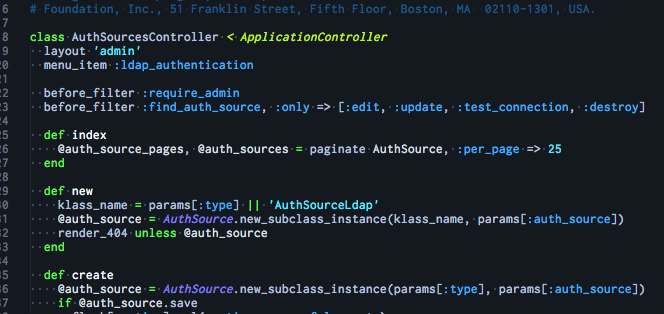 # Foundation, Inc., 51 Franklin Street, Fifth Floor, Boston, MA  02110-1301, USA.
class AuthSourcesController < ApplicationController
  layout 'admin'
  menu_item :ldap_authentication
  before_filter :require_admin
  before_filter :find_auth_source, :only => [:edit, :update, :test_connection, :destroy]
  def index
    @auth_source_pages, @auth_sources = paginate AuthSource, :per_page => 25
  end
  def new
    klass_name = params[:type] || 'AuthSourceLdap'
    @auth_source = AuthSource.new_subclass_instance(klass_name, params[:auth_source])
    render_404 unless @auth_source
  end
  def create
    @auth_source = AuthSource.new_subclass_instance(params[:type], params[:auth_source])
    if @auth_source.save